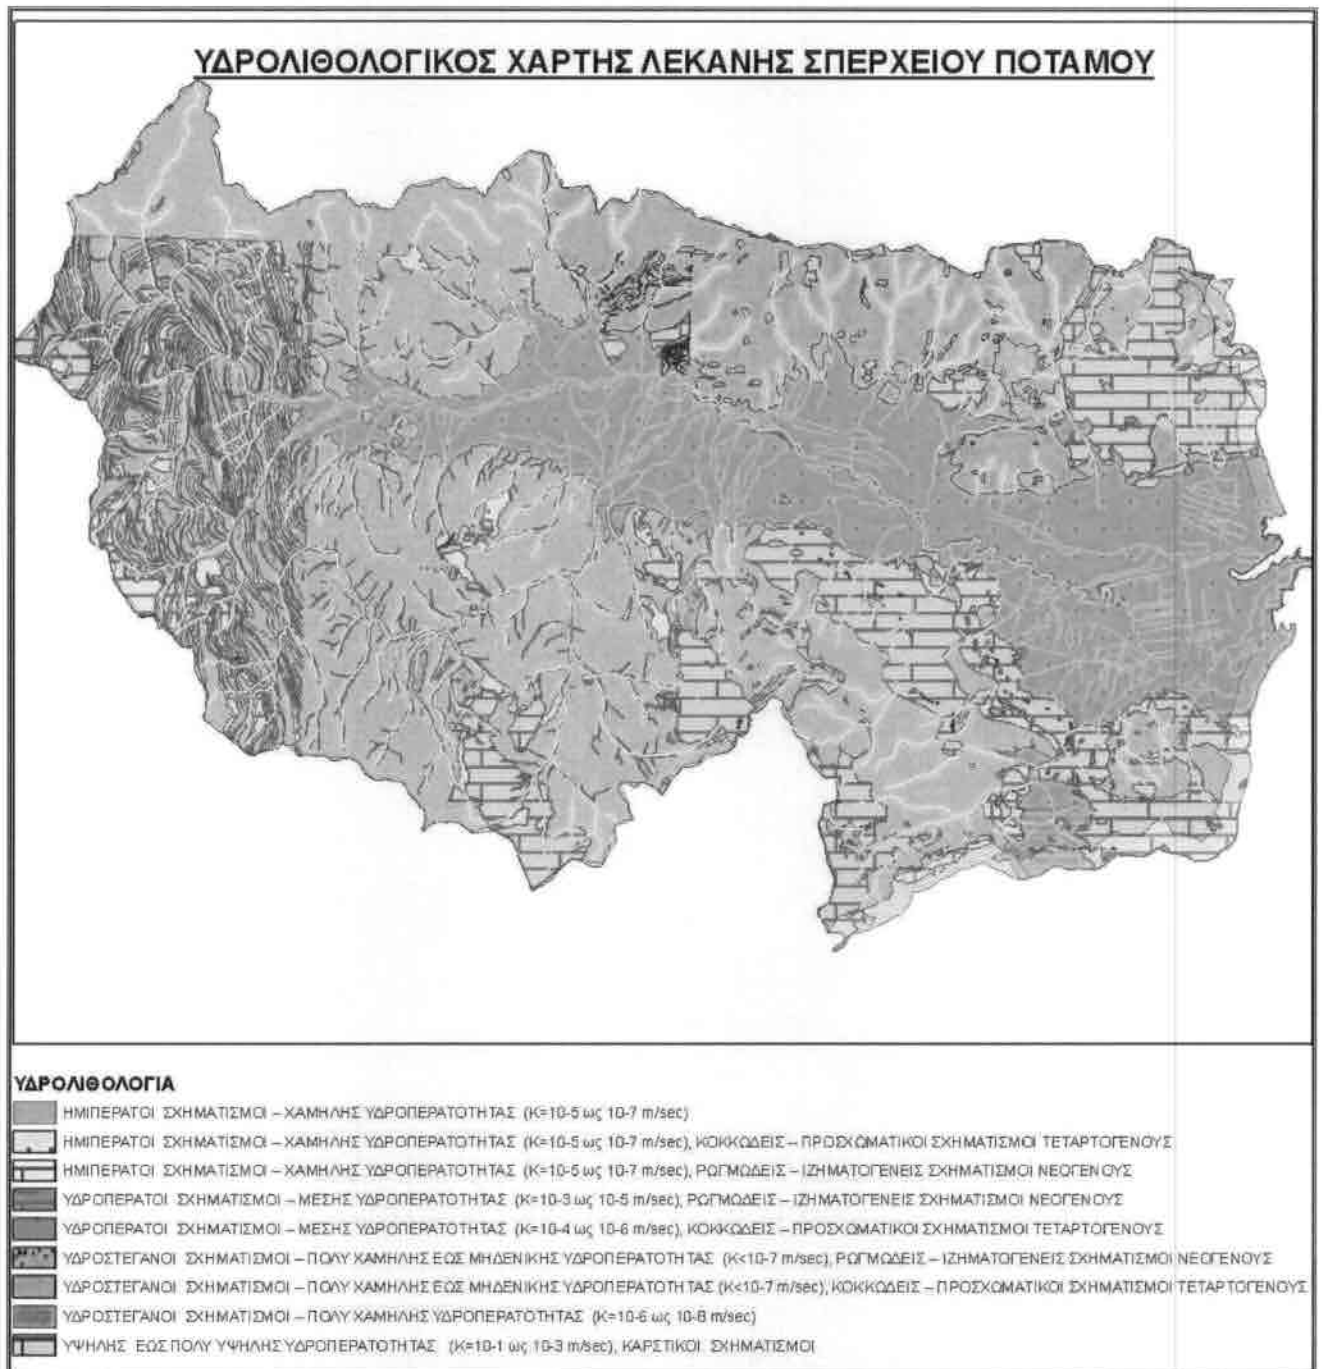 ΥΔΡΟΛΙΘΟΛΟΓΙΚΟΣ ΧΑΡΤΗΣ ΛΕΚΑΝΗΣ ΣΠΕΡΧΕΙΟΥ ΠΟΤΑΜΟΥ
ΥΔΡΟΛΙΘΟΛΟΓΙΑ
ΗΜΙΠΕΡΑΤΟΙ ΣΧΗΜΑΤΙΣΜΟΙ – ΧΑΜΗΛΗΣ ΥΔΡΟΠΕΡΑΤΟΤΗΤΑΣ (Κ=10-5 ως 10-7 m/sec)
ΗΜΙΠΕΡΑΤΟΙ ΣΧΗΜΑΤΙΣΜΟΙ – ΧΑΜΗΛΗΣ ΥΔΡΟΠΕΡΑΤΟΤΗΤΑΣ (Κ=10-5 ως 10-7 m/sec), ΚΟΚΚΩΔΕΙΣ – ΠΡΟΣΧΩΜΑΤΙΚΟΙ ΣΧΗΜΑΤΙΣΜΟΙ ΤΕΤΑΡΤΟΓΕΝΟΥΣ
ΗΜΙΠΕΡΑΤΟΙ ΣΧΗΜΑΤΙΣΜΟΙ – ΧΑΜΗΛΗΣ ΥΔΡΟΠΕΡΑΤΟΤΗΤΑΣ (Κ=10-5 ως 10-7 m/sec), ΡΩΓΜΩΔΕΙΣ – ΙΖΗΜΑΤΟΓΕΝΕΙΣ ΣΧΗΜΑΤΙΣΜΟΙ ΝΕΟΓΕΝΟΥΣ
ΥΔΡΟΠΕΡΑΤΟΙ ΣΧΗΜΑΤΙΣΜΟΙ – ΜΕΣΗΣ ΥΔΡΟΠΕΡΑΤΟΤΗΤΑΣ (Κ=10-3 ως 10-5 m/sec), ΡΩΓΜΩΔΕΙΣ – ΙΖΗΜΑΤΟΓΕΝΕΙΣ ΣΧΗΜΑΤΙΣΜΟΙ ΝΕΟΓΕΝΟΥΣ
ΥΔΡΟΠΕΡΑΤΟΙ ΣΧΗΜΑΤΙΣΜΟΙ – ΜΕΣΗΣ ΥΔΡΟΠΕΡΑΤΟΤΗΤΑΣ (Κ=10-4 ως 10-6 m/sec), ΚΟΚΚΩΔΕΙΣ – ΠΡΟΣΧΩΜΑΤΙΚΟΙ ΣΧΗΜΑΤΙΣΜΟΙ ΤΕΤΑΡΤΟΓΕΝΟΥΣ
ΥΔΡΟΣΤΕΓΑΝΟΙ ΣΧΗΜΑΤΙΣΜΟΙ – ΠΟΛΥ ΧΑΜΗΛΗΣ ΕΩΣ ΜΗΔΕΝΙΚΗΣ ΥΔΡΟΠΕΡΑΤΟΤΗΤΑΣ (Κ<10-7 m/sec), ΡΩΓΜΩΔΕΙΣ – ΙΖΗΜΑΤΟΓΕΝΕΙΣ ΣΧΗΜΑΤΙΣΜΟΙ ΝΕΟΓΕΝΟΥΣ
ΥΔΡΟΣΤΕΓΑΝΟΙ ΣΧΗΜΑΤΙΣΜΟΙ – ΠΟΛΥ ΧΑΜΗΛΗΣ ΕΩΣ ΜΗΔΕΝΙΚΗΣ ΥΔΡΟΠΕΡΑΤΟΤΗΤΑΣ (Κ<10-7 m/sec), ΚΟΚΚΩΔΕΙΣ – ΠΡΟΣΧΩΜΑΤΙΚΟΙ ΣΧΗΜΑΤΙΣΜΟΙ ΤΕΤΑΡΤΟΓΕΝΟΥΣ
ΥΔΡΟΣΤΕΓΑΝΟΙ ΣΧΗΜΑΤΙΣΜΟΙ – ΠΟΛΥ ΧΑΜΗΛΗΣ ΥΔΡΟΠΕΡΑΤΟΤΗΤΑΣ (Κ=10-6 ως 10-8 m/sec)
ΥΨΗΛΗΣ ΕΩΣ ΠΟΛΥ ΥΨΗΛΗΣ ΥΔΡΟΠΕΡΑΤΟΤΗΤΑΣ (Κ=10-1 ως 10-3 m/sec), ΚΑΡΣΤΙΚΟΙ ΣΧΗΜΑΤΙΣΜΟΙ